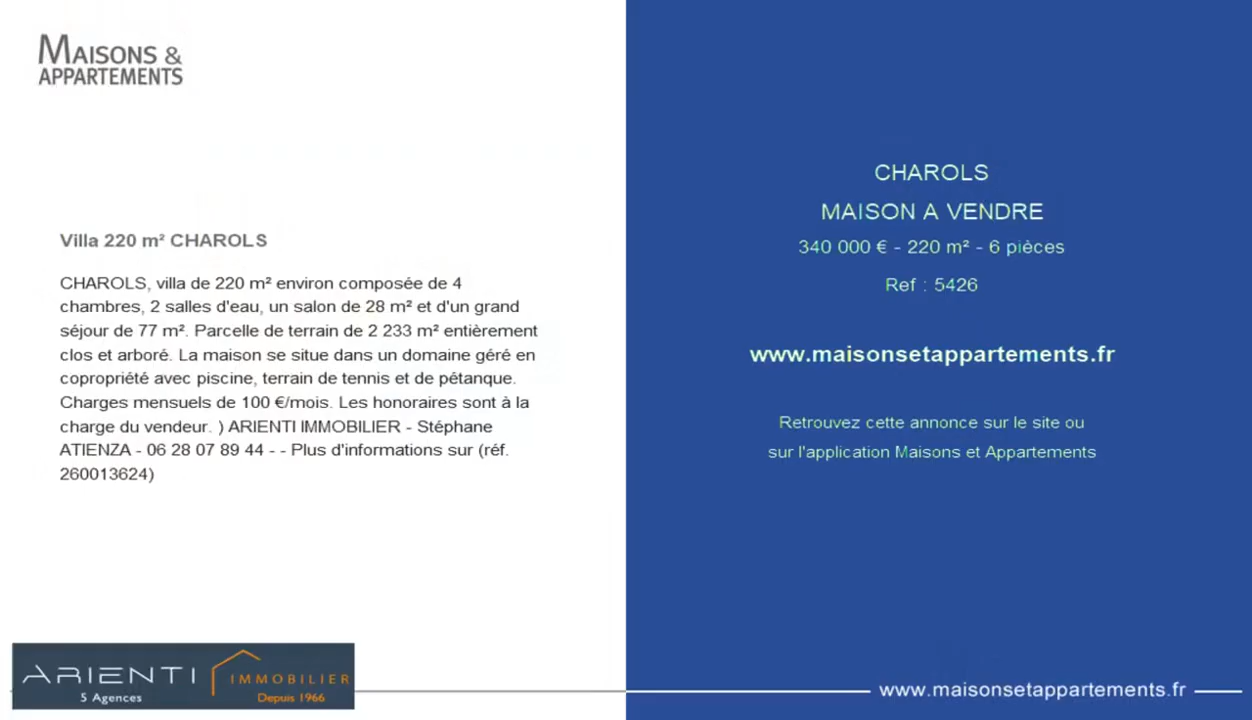 MAISONS &
APPARTEMENTS
Villa 220 m² CHAROLS
CHAROLS, villa de 220 m² environ composée de 4
chambres, 2 salles d'eau, un salon de 28 m² et d'un grand
séjour de 77 m². Parcelle de terrain de 2 233 m² entièrement
clos et arboré. La maison se situe dans un domaine géré en
copropriété avec piscine, terrain de tennis et de pétanque.
Charges mensuels de 100 €/mois. Les honoraires sont à la
charge du vendeur. ) ARIENTI IMMOBILIER - Stéphane
ATIENZA - 06 28 07 89 44 - - Plus d'informations sur (réf.
260013624)
ARIENTI IMMOBILIER
5 Agences Depuis 1966
CHAROLS
MAISON A VENDRE
340 000 € - 220 m² - 6 pièces
Ref : 5426
www.maisonsetappartements.fr
Retrouvez cette annonce sur le site ou
sur l'application Maisons et Appartements
www.maisonsetappartements.fr